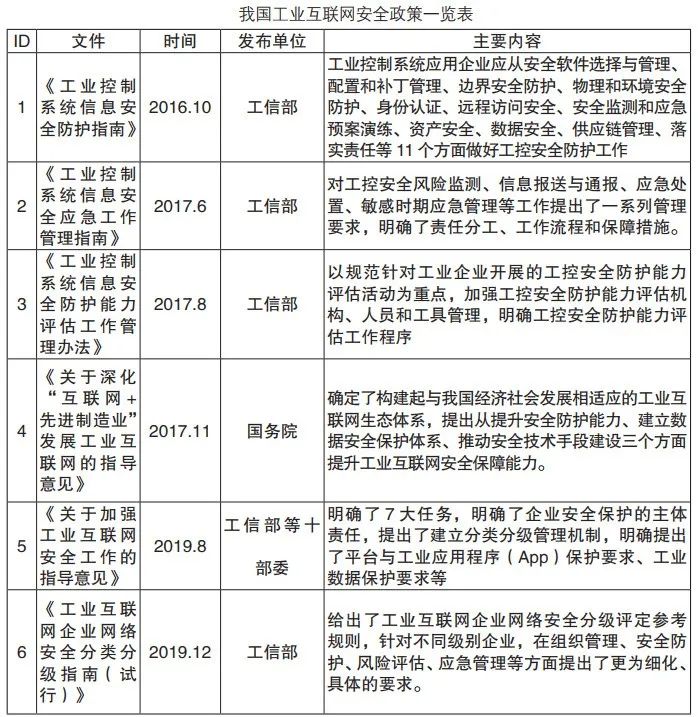 我国工业互联网安全政策一览表
ID 文件 时间 发布单位 主要内容
1
《工业控制
系统信息安
全防护指南》
2016.10
工信部
工业控制系统应用企业应从安全软件选择与管理、
配置和补丁管理、边界安全防护、物理和环境安全
防护、身份认证、远程访问安全、安全监测和应急
预案演练、资产安全、数据安全、供应链管理、落
实责任等 11 个方面做好工控安全防护工作
2
《工业控制
系统信息安
全应急工作
管理指南》
2017.6
工信部
对工控安全风险监测、信息报送与通报、应急处
置、敏感时期应急管理等工作提出了一系列管理
要求，明确了责任分工、工作流程和保障措施。
3
《工业控制
系统信息安
全防护能力
评估工作管
理办法》
2017.8
工信部
以规范针对工业企业开展的工控安全防护能力
评估活动为重点，加强工控安全防护能力评估机
构、人员和工具管理，明确工控安全防护能力评
估工作程序
4
《关于深化
“互联网+
先进制造业”
发展工业互
联网的指导
意见》
2017.11
国务院
确定了构建起与我国经济社会发展相适应的工业互
联网生态体系，提出从提升安全防护能力、建立数
据安全保护体系、推动安全技术手段建设三个方面
提升工业互联网安全保障能力。
5
《关于加强
工业互联网
安全工作的
指导意见》
2019.8
工信部等十
部委
明确了 7 大任务，明确了企业安全保护的主体
责任，提出了建立分类分级管理机制，明确提出
了平台与工业应用程序（App）保护要求、工业
数据保护要求等
6
《工业互联
网企业网络
安全分类分
级指南（试
行）》
2019.12
工信部
给出了工业互联网企业网络安全分级评定参考
规则，针对不同级别企业，在组织管理、安全防
护、风险评估、应急管理等方面提出了更为细化、
具体的要求。